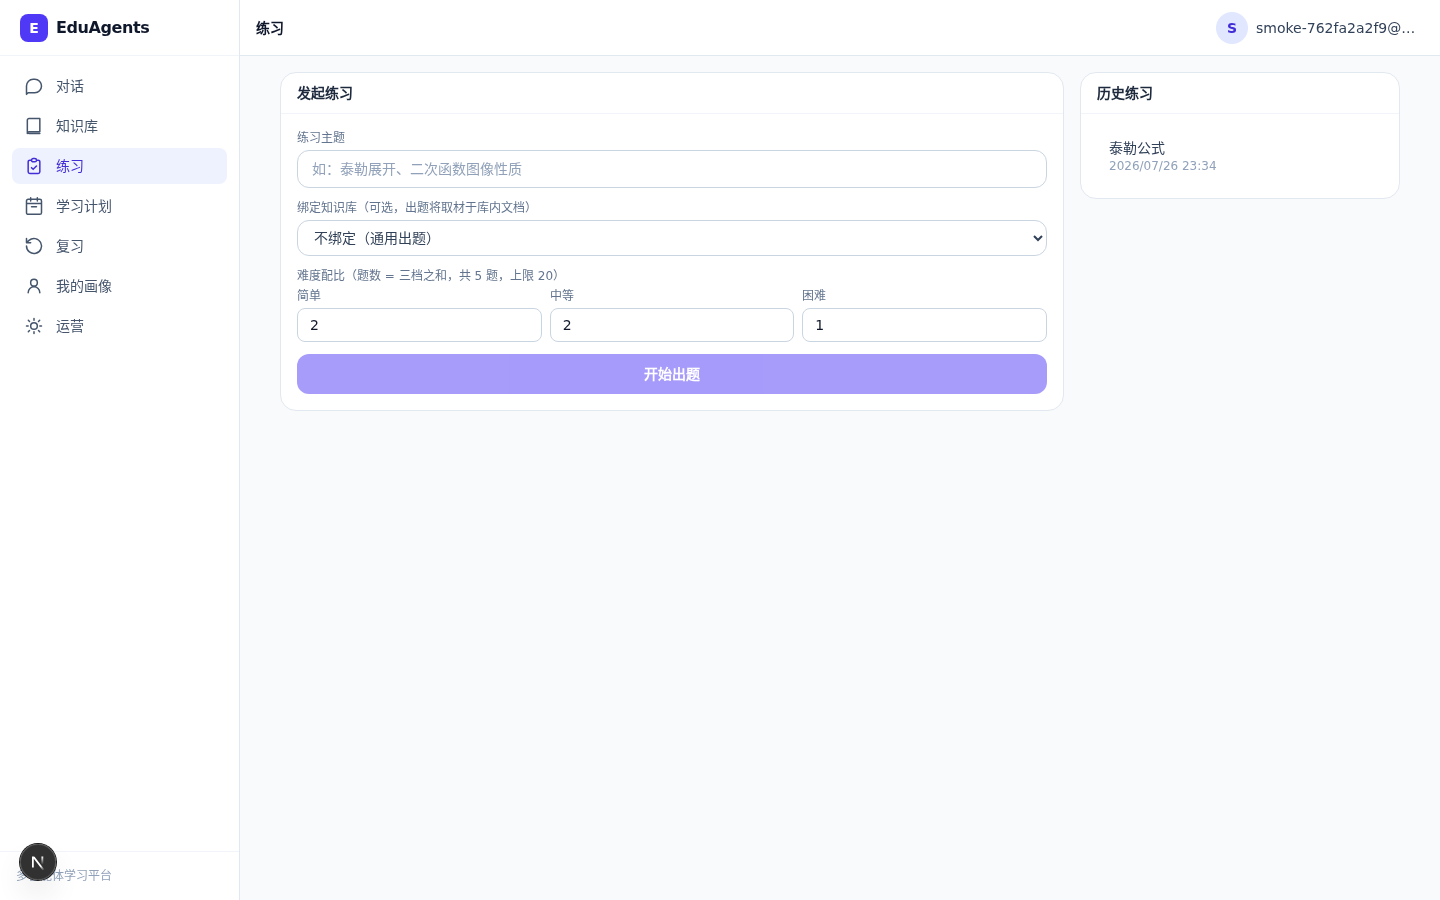 E EduAgents
对话
知识库
练习
学习计划
复习
我的画像
运营
多 体学习平台
练习
S smoke-762fa2a2f9@...
发起练习
练习主题
如：泰勒展开、二次函数图像性质
绑定知识库（可选，出题将取材于库内文档）
不绑定（通用出题）
难度配比（题数 = 三档之和，共 5 题，上限 20）
简单 中等 困难
2 2 1
开始出题
历史练习
泰勒公式
2026/07/26 23:34